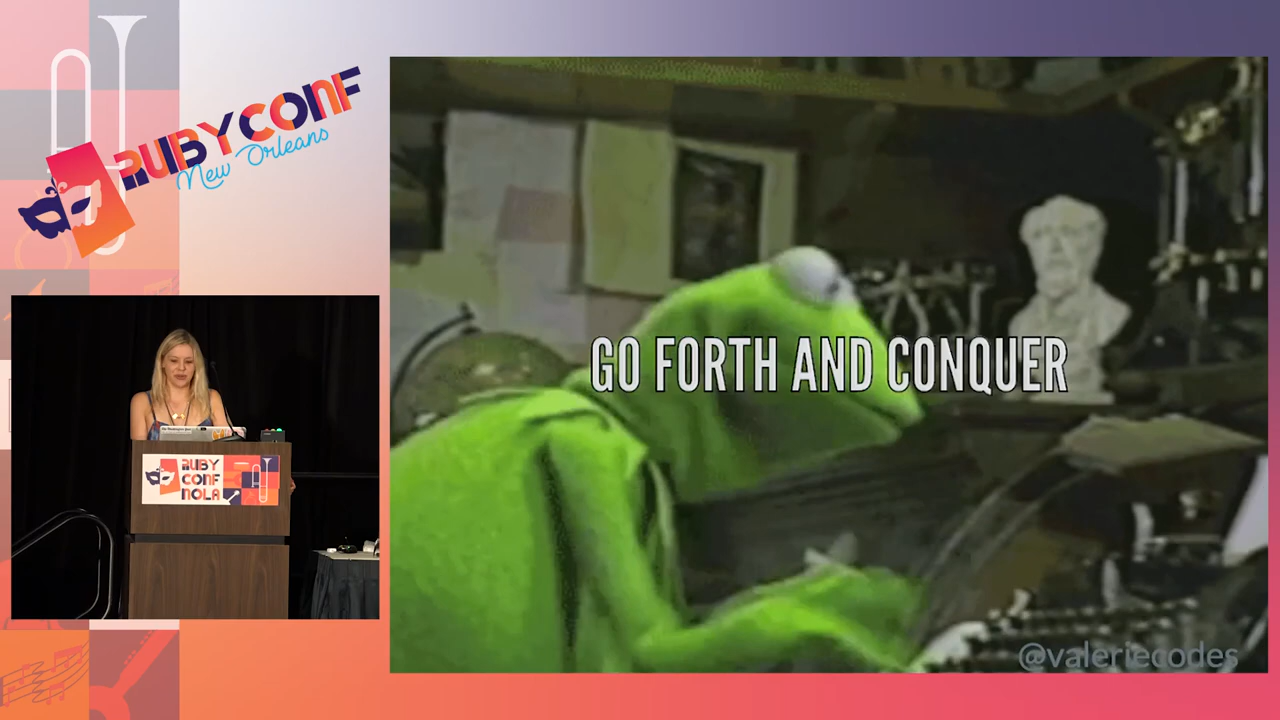 RUBYCONF
New Orleans
RUBY
CONF
NOLA
GO FORTH AND CONQUER
@valeriecodes